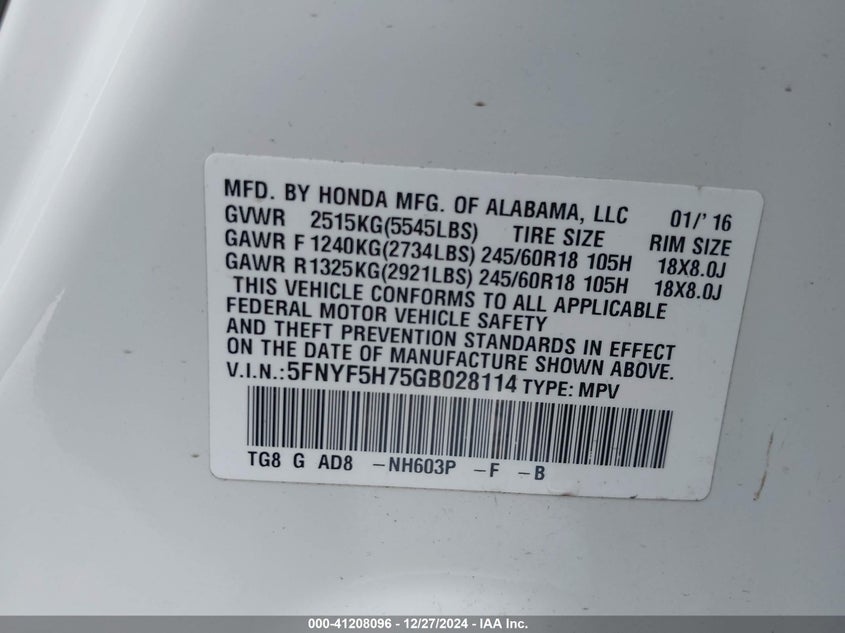 MFD. BY HONDA MFG. OF ALABAMA, LLC 01/'16
GVWR 2515KG(5545LBS) TIRE SIZE RIM SIZE
GAWR F 1240KG(2734LBS) 245/60R18 105H 18X8.0J
GAWR R1325KG(2921LBS) 245/60R18 105H 18X8.0J
THIS VEHICLE CONFORMS TO ALL APPLICABLE
FEDERAL MOTOR VEHICLE SAFETY
AND THEFT PREVENTION STANDARDS IN EFFECT
ON THE DATE OF MANUFACTURE SHOWN ABOVE.
V.I.N.:5FNYF5H75GB028114 TYPE: MPV
TG8 G AD8 -NH603P -F -B
000-41208096 - 12/27/2024 - IAA Inc.